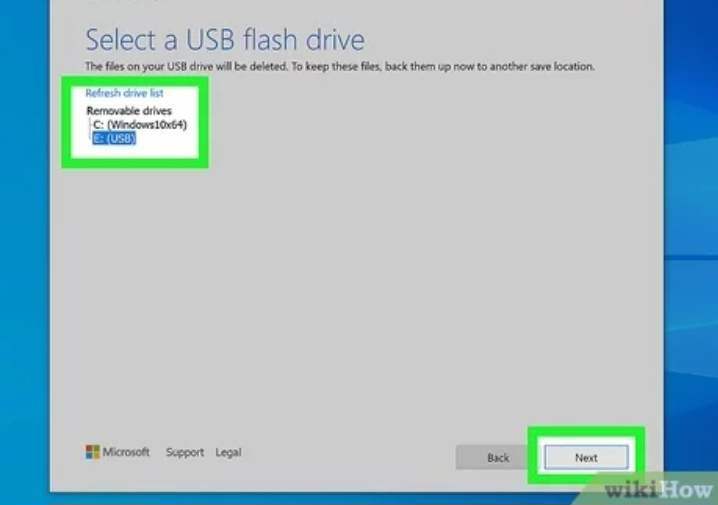 Select a USB flash drive
The files on your USB drive will be deleted. To keep these files, back them up now to another save location.
Refresh drive list
Removable drives
C: (Windows10x64)
E: (USB)
Microsoft Support Legal
Back Next
wikiHow